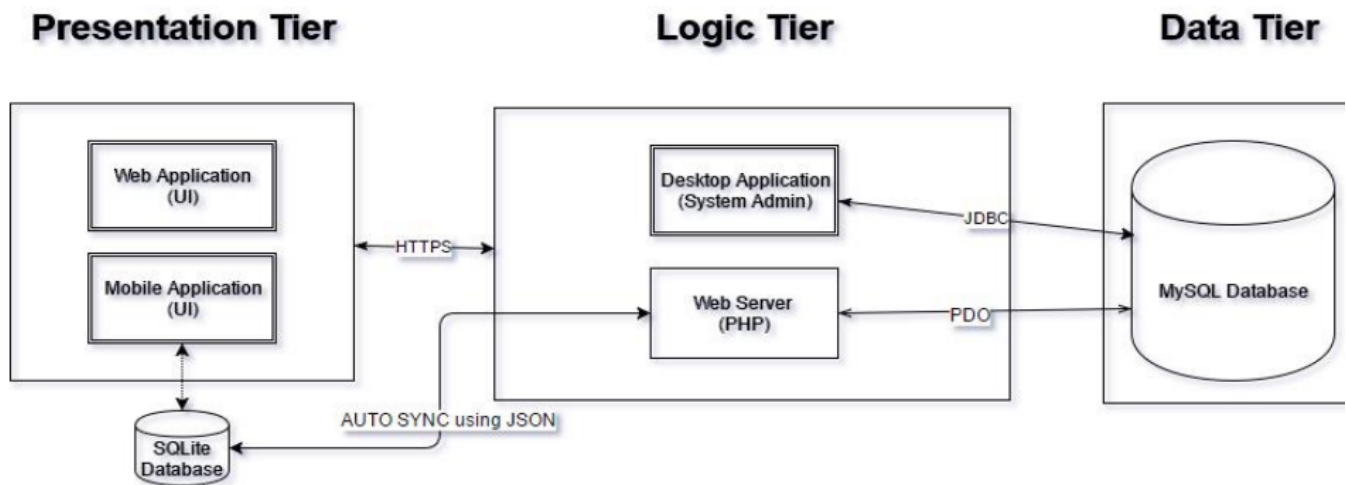 Presentation Tier
Logic Tier
Data Tier
Web Application
(UI)
Mobile Application
(UI)
HTTPS
Desktop Application
(System Admin)
JDBC
Web Server
(PHP)
PDO
MySQL Database
AUTO SYNC using JSON
SQLite
Database